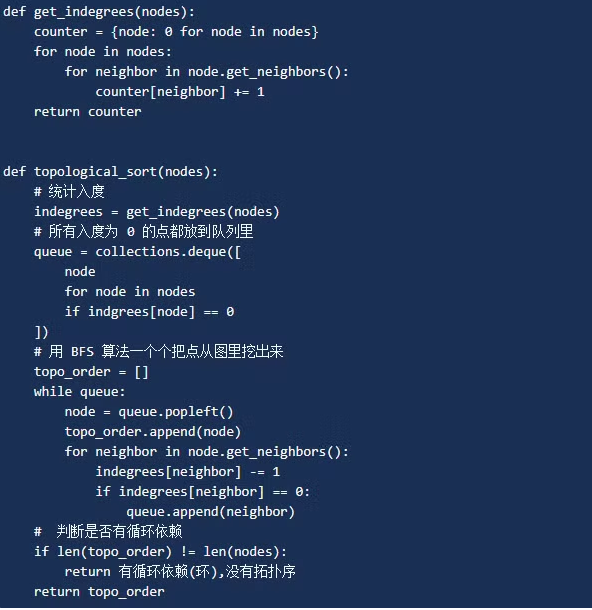 def get_indegrees(nodes):
    counter = {node: 0 for node in nodes}
    for node in nodes:
        for neighbor in node.get_neighbors():
            counter[neighbor] += 1
    return counter
def topological_sort(nodes):
    # 统计入度
    indegrees = get_indegrees(nodes)
    # 所有入度为 0 的点都放到队列里
    queue = collections.deque([
        node
        for node in nodes
        if indgrees[node] == 0
    ])
    # 用 BFS 算法一个个把点从图里挖出来
    topo_order = []
    while queue:
        node = queue.popleft()
        topo_order.append(node)
        for neighbor in node.get_neighbors():
            indegrees[neighbor] -= 1
            if indegrees[neighbor] == 0:
                queue.append(neighbor)
    #  判断是否有循环依赖
    if len(topo_order) != len(nodes):
        return 有循环依赖(环),没有拓扑序
    return topo_order